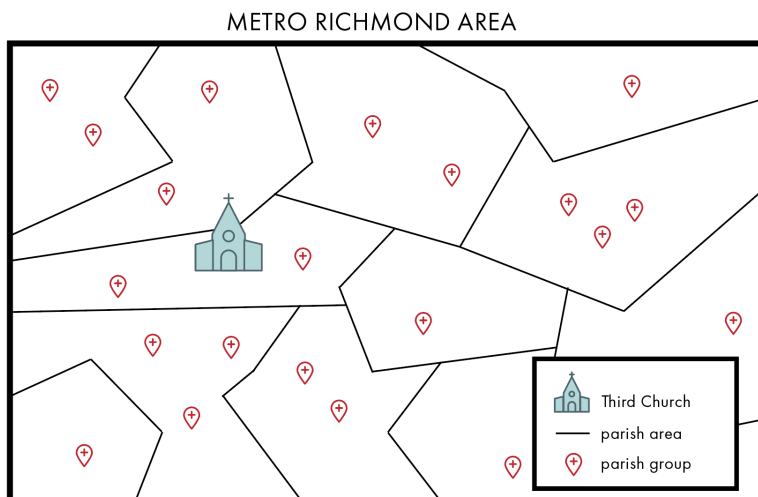 METRO RICHMOND AREA
Third Church
parish area
parish group